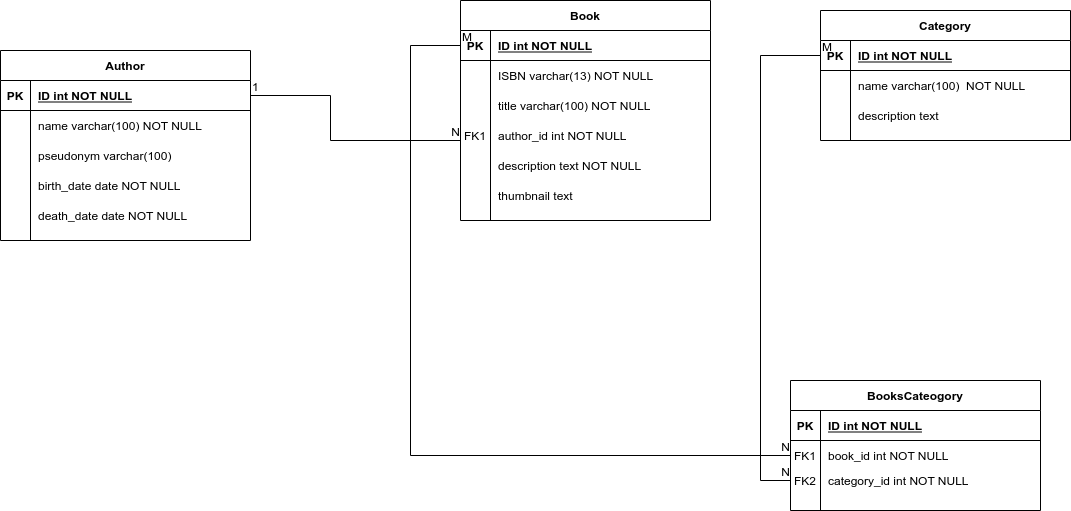 Author
PK ID int NOT NULL
name varchar(100) NOT NULL
pseudonym varchar(100)
birth_date date NOT NULL
death_date date NOT NULL
1
Book
M
PK ID int NOT NULL
ISBN varchar(13) NOT NULL
title varchar(100) NOT NULL
N FK1 author_id int NOT NULL
description text NOT NULL
thumbnail text
Category
M
PK ID int NOT NULL
name varchar(100) NOT NULL
description text
BooksCateogory
PK ID int NOT NULL
N FK1 book_id int NOT NULL
N FK2 category_id int NOT NULL